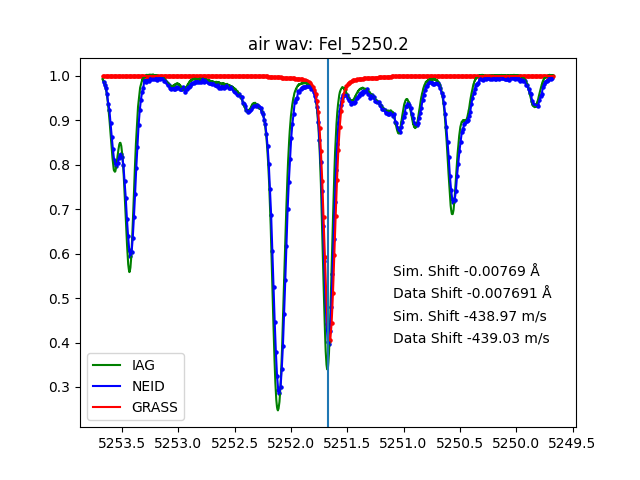 air wav: FeI_5250.2
1.0
0.9
0.8
0.7
0.6
0.5
0.4
0.3
Sim. Shift -0.00769 Å
Data Shift -0.007691 Å
Sim. Shift -438.97 m/s
Data Shift -439.03 m/s
IAG
NEID
GRASS
5253.5 5253.0 5252.5 5252.0 5251.5 5251.0 5250.5 5250.0 5249.5